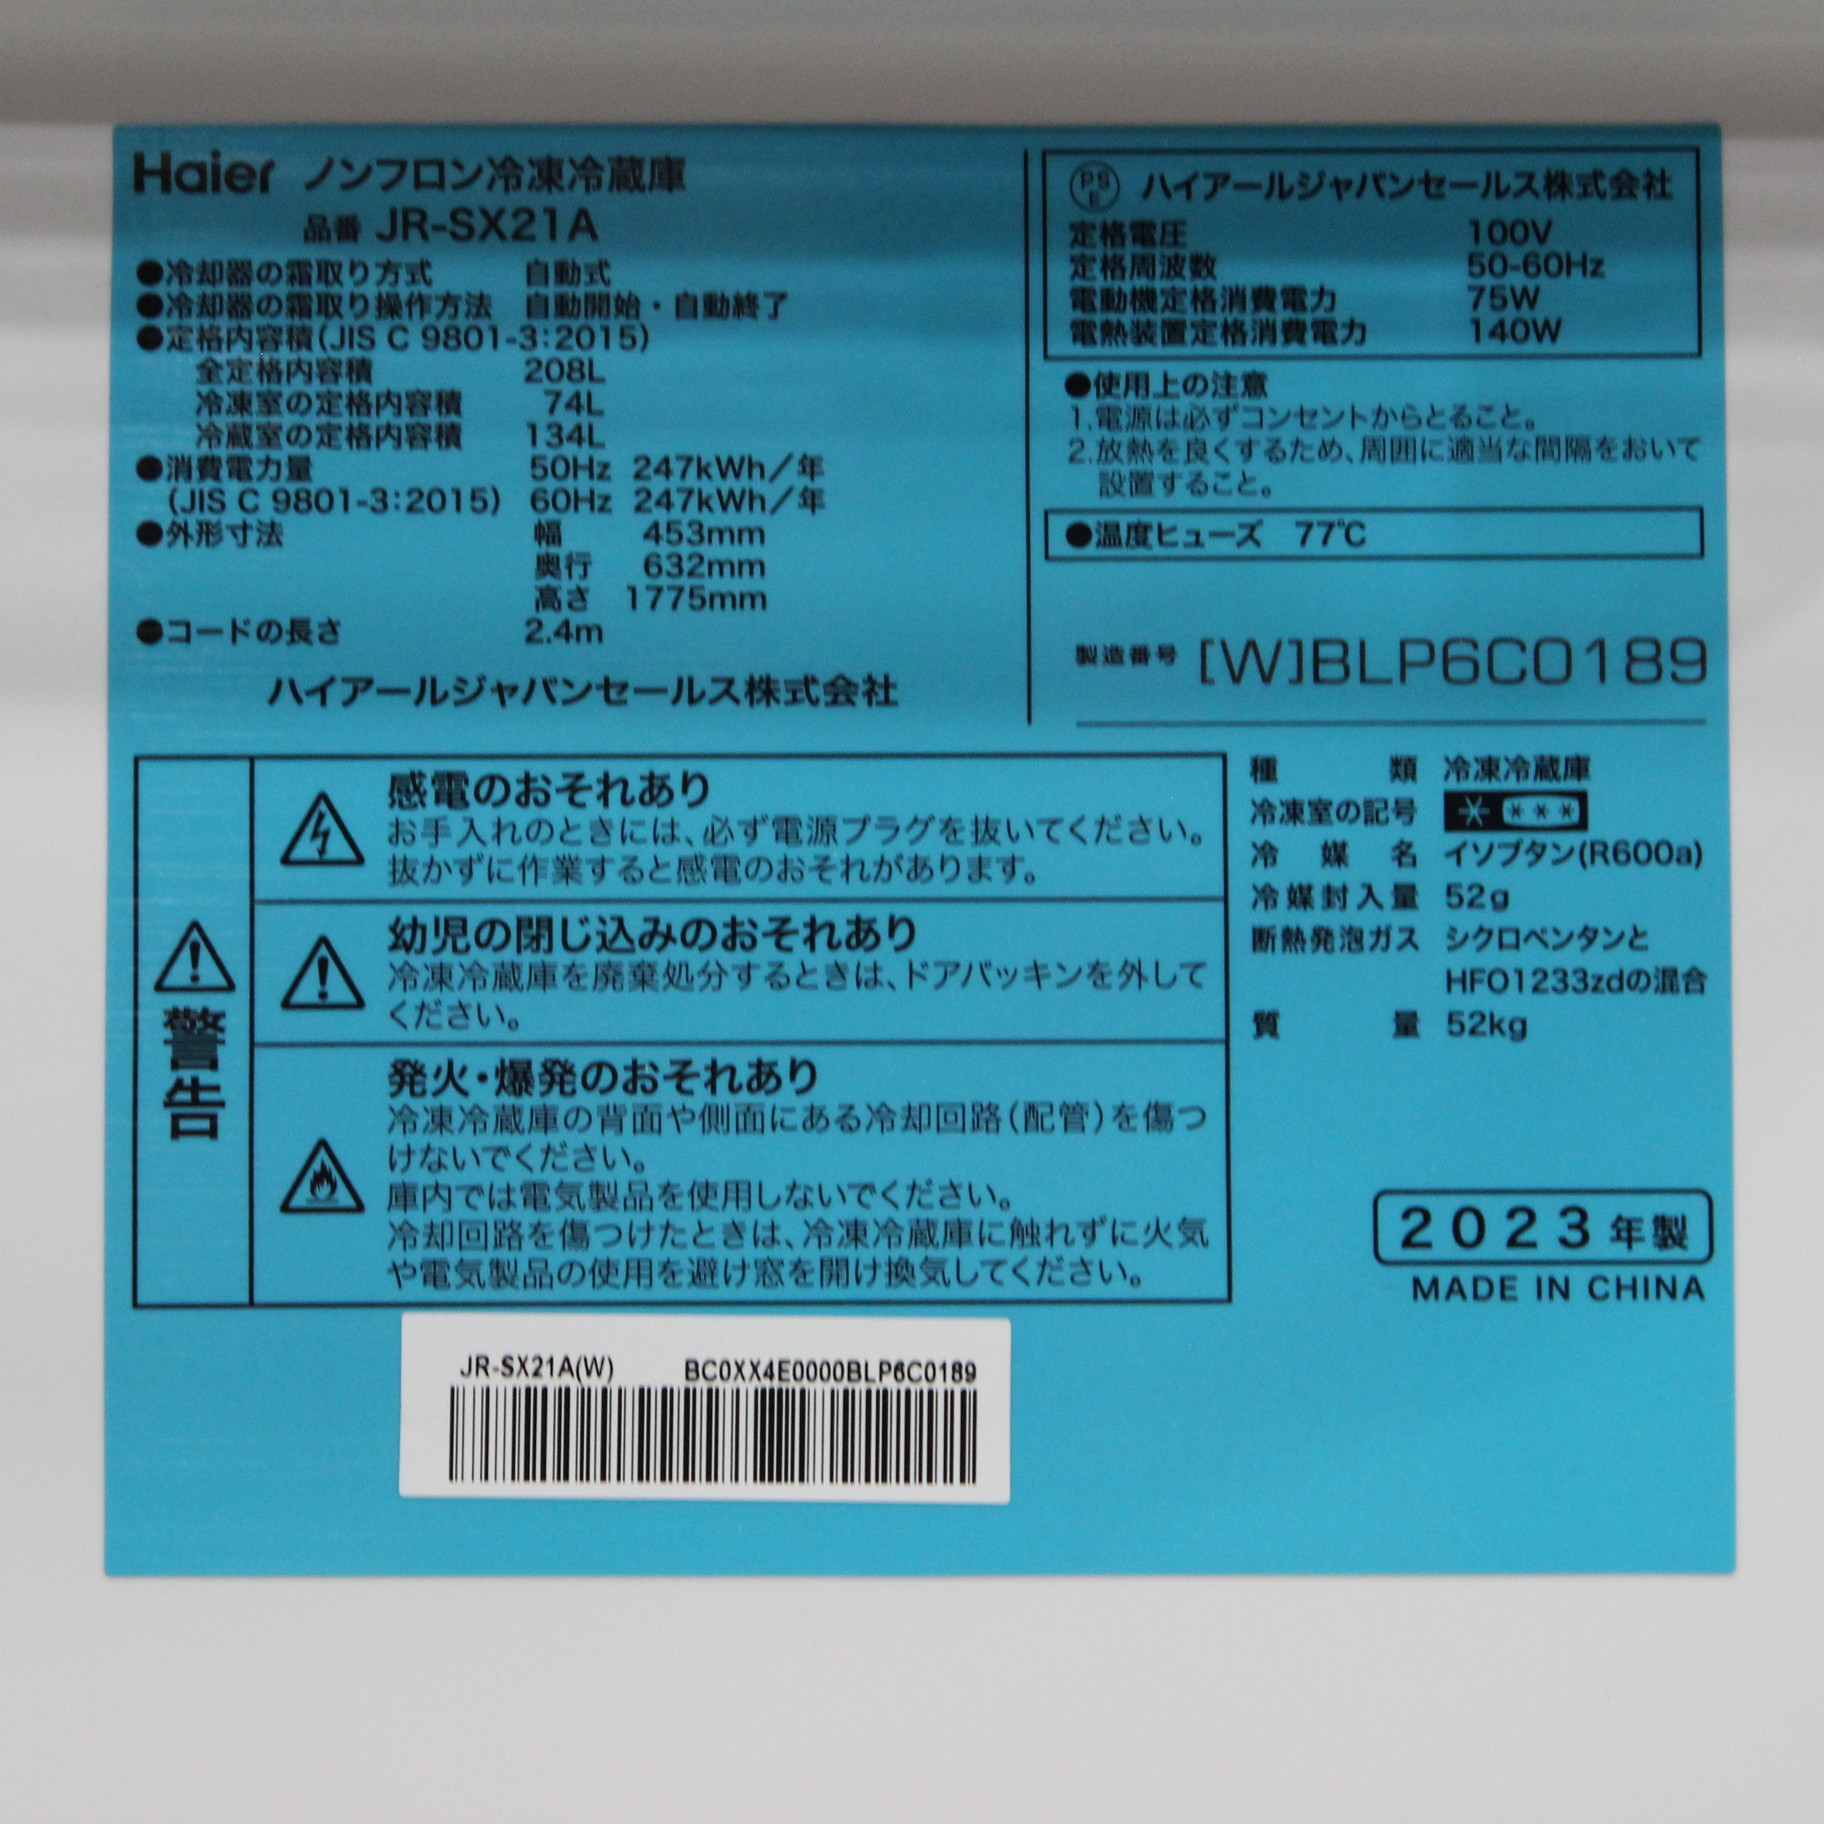 Haier ノンフロン冷凍冷蔵庫
品番 JR-SX21A
●冷却器の霜取り方式 自動式
●冷却器の霜取り操作方法 自動開始・自動終了
●定格内容積(JIS C 9801-3:2015)
全定格内容積 208L
冷凍室の定格内容積 74L
冷蔵室の定格内容積 134L
●消費電力量 50Hz 247kWh/年
(JIS C 9801-3:2015) 60Hz 247kWh/年
●外形寸法 幅 453mm
奥行 632mm
高さ 1775mm
●コードの長さ 2.4m
ハイアールジャパンセールス株式会社
PSE ハイアールジャパンセールス株式会社
定格電圧 100V
定格周波数 50-60Hz
電動機定格消費電力 75W
電熱装置定格消費電力 140W
●使用上の注意
1.電源は必ずコンセントからとること。
2.放熱を良くするため、周囲に適当な間隔をおいて
設置すること。
●温度ヒューズ 77℃
製造番号 [W]BLP6C0189
警告
感電のおそれあり
お手入れのときには、必ず電源プラグを抜いてください。
抜かずに作業すると感電のおそれがあります。
幼児の閉じ込みのおそれあり
冷凍冷蔵庫を廃棄処分するときは、ドアパッキンを外して
ください。
発火・爆発のおそれあり
冷凍冷蔵庫の背面や側面にある冷却回路(配管)を傷つ
けないでください。
庫内では電気製品を使用しないでください。
冷却回路を傷つけたときは、冷凍冷蔵庫に触れずに火気
や電気製品の使用を避け窓を開け換気してください。
種類 冷凍冷蔵庫
冷凍室の記号 * ***
冷媒名 イソブタン(R600a)
冷媒封入量 52g
断熱発泡ガス シクロペンタンと
HFO1233zdの混合
質量 52kg
2023年製
MADE IN CHINA
JR-SX21A(W) BC0XX4E0000BLP6C0189